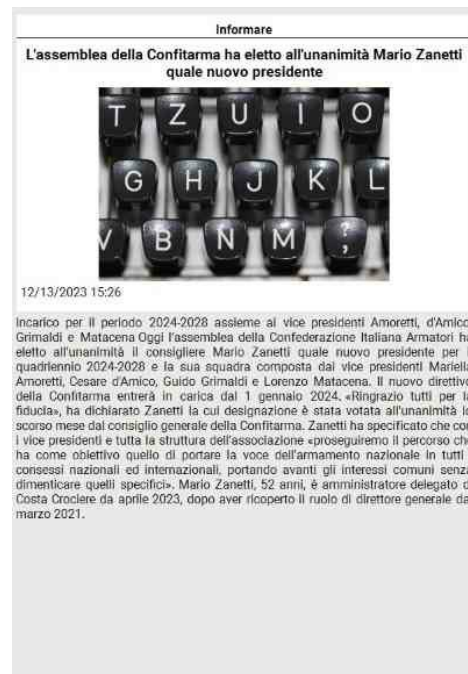 Informare
L'assemblea della Confitarma ha eletto all'unanimità Mario Zanetti
quale nuovo presidente
T Z U I O
G H J K L
V B N M ? ;
12/13/2023 15:26
Incarico per il periodo 2024-2028 assieme ai vice presidenti Amoretti, d'Amico
Grimaldi e Matacena Oggi l'assemblea della Confederazione Italiana Armatori ha
eletto all'unanimità il consigliere Mario Zanetti quale nuovo presidente per
quadriennio 2024-2028 e la sua squadra composta dai vice presidenti Mariella
Amoretti, Cesare d'Amico, Guido Grimaldi e Lorenzo Matacena. Il nuovo direttivo
della Confitarma entrerà in carica dal 1 gennaio 2024. «Ringrazio tutti per la
fiducia», ha dichiarato Zanetti la cui designazione è stata votata all'unanimità lo
scorso mese dal consiglio generale della Confitarma. Zanetti ha specificato che con
i vice presidenti e tutta la struttura dell'associazione «proseguiremo il percorso che
ha come obiettivo quello di portare la voce dell'armamento nazionale in tutti
consessi nazionali ed internazionali, portando avanti gli interessi comuni senza
dimenticare quelli specifici». Mario Zanetti, 52 anni, è amministratore delegato d
Costa Crociere da aprile 2023, dopo aver ricoperto il ruolo di direttore generale da
marzo 2021.